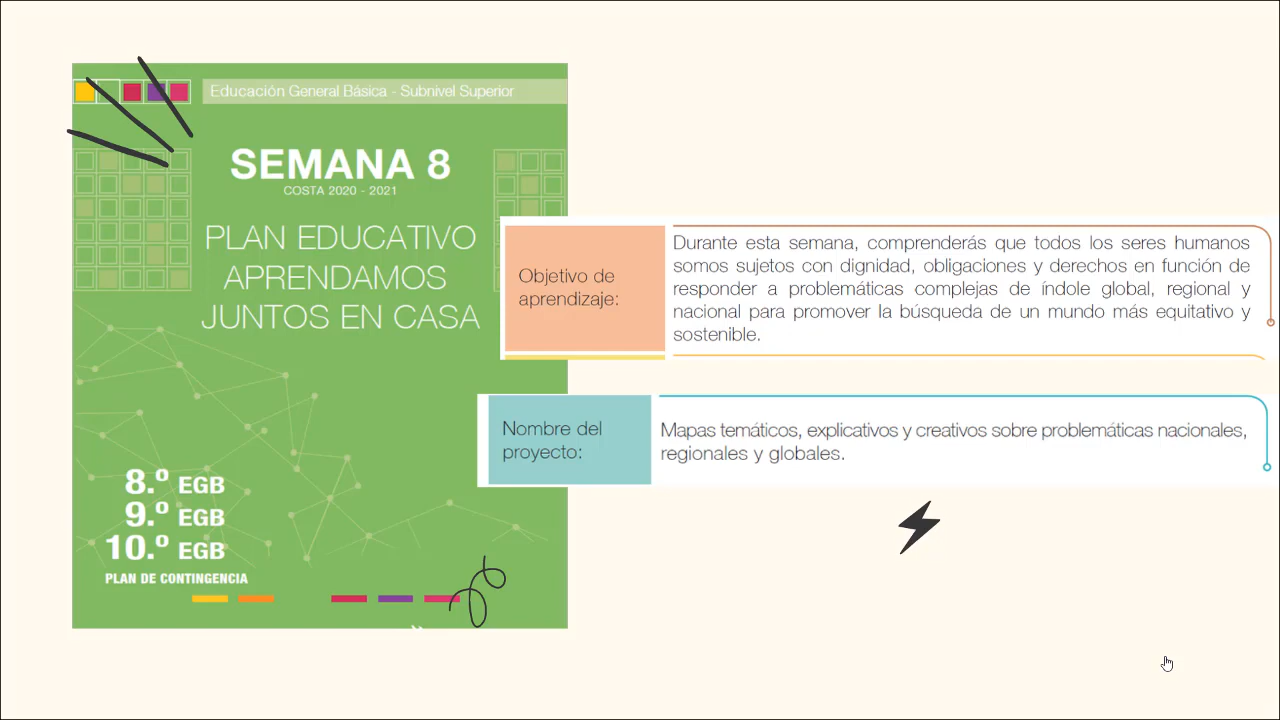 Educación General Básica - Subnivel Superior
SEMANA 8
COSTA 2020 - 2021
PLAN EDUCATIVO
APRENDAMOS
JUNTOS EN CASA
Objetivo de
aprendizaje:
Durante esta semana, comprenderás que todos los seres humanos
somos sujetos con dignidad, obligaciones y derechos en función de
responder a problemáticas complejas de índole global, regional y
nacional para promover la búsqueda de un mundo más equitativo y
sostenible.
Nombre del
proyecto:
Mapas temáticos, explicativos y creativos sobre problemáticas nacionales,
regionales y globales.
8.º EGB
9.º EGB
10.º EGB
PLAN DE CONTINGENCIA